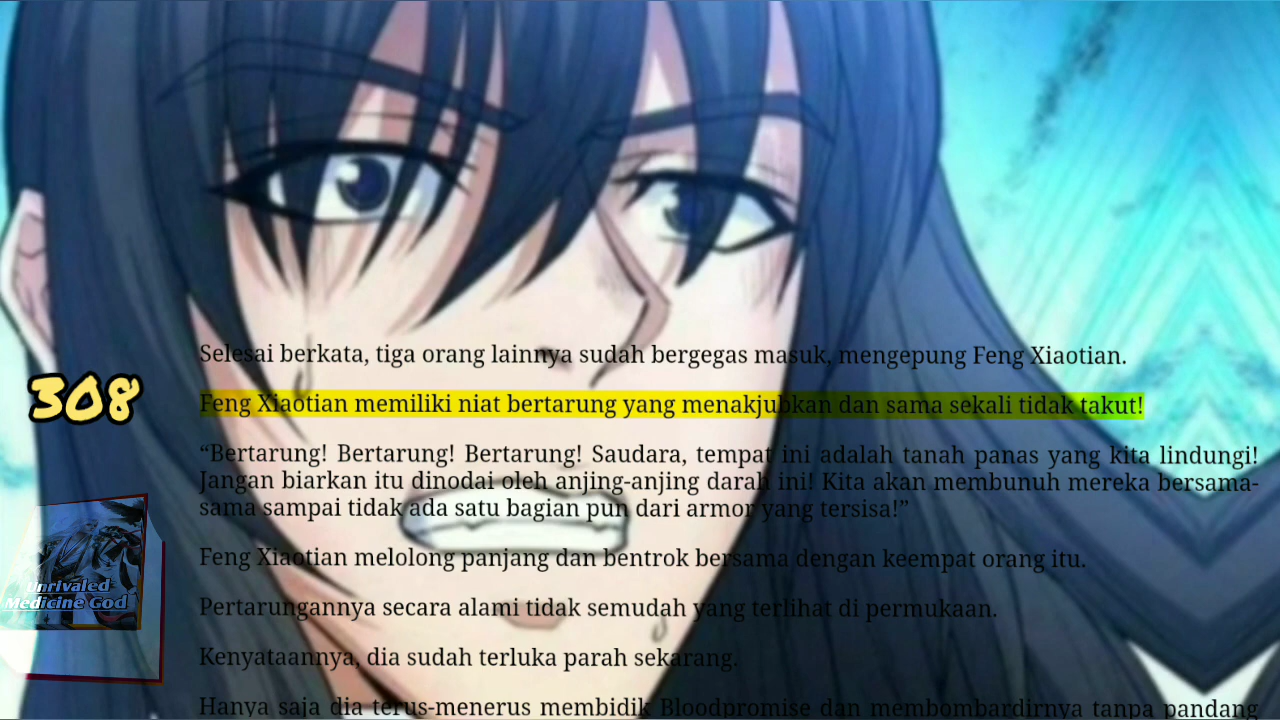 Selesai berkata, tiga orang lainnya sudah bergegas masuk, mengepung Feng Xiaotian.
308
Feng Xiaotian memiliki niat bertarung yang menakjubkan dan sama sekali tidak takut!
“Bertarung! Bertarung! Bertarung! Saudara, tempat ini adalah tanah panas yang kita lindungi!
Jangan biarkan itu dinodai oleh anjing-anjing darah ini! Kita akan membunuh mereka bersama-
sama sampai tidak ada satu bagian pun dari armor yang tersisa!”
Feng Xiaotian melolong panjang dan bentrok bersama dengan keempat orang itu.
Unrivaled
Medicine God
Pertarungannya secara alami tidak semudah yang terlihat di permukaan.
Kenyataannya, dia sudah terluka parah sekarang.
Hanya saja dia terus-menerus membidik Bloodpromise dan membombardirnya tanpa pandang